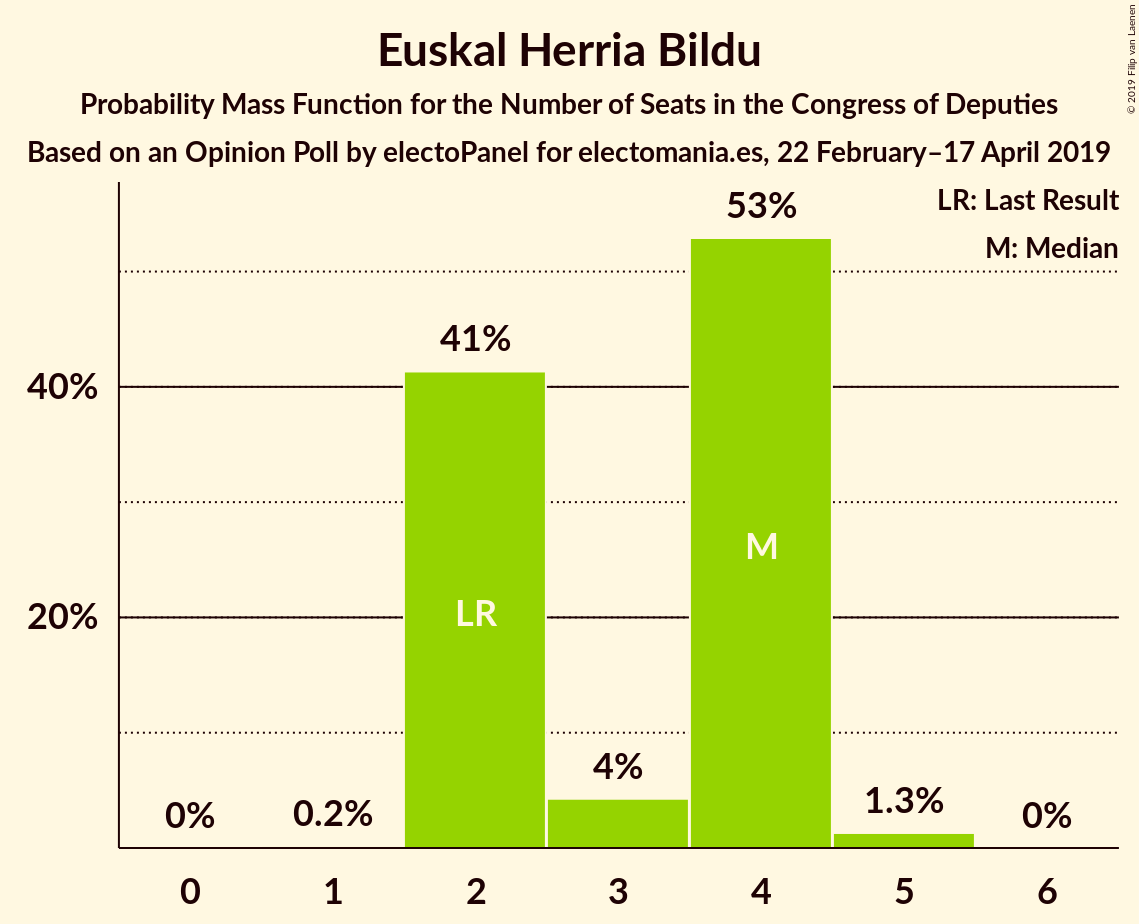 Euskal Herria Bildu
Probability Mass Function for the Number of Seats in the Congress of Deputies
Based on an Opinion Poll by electoPanel for electomania.es, 22 February–17 April 2019
© 2019 Filip van Laenen
LR: Last Result
M: Median
53%
41%
40%
M
LR
20%
4%
1.3%
0%
0.2%
0%
0 1 2 3 4 5 6